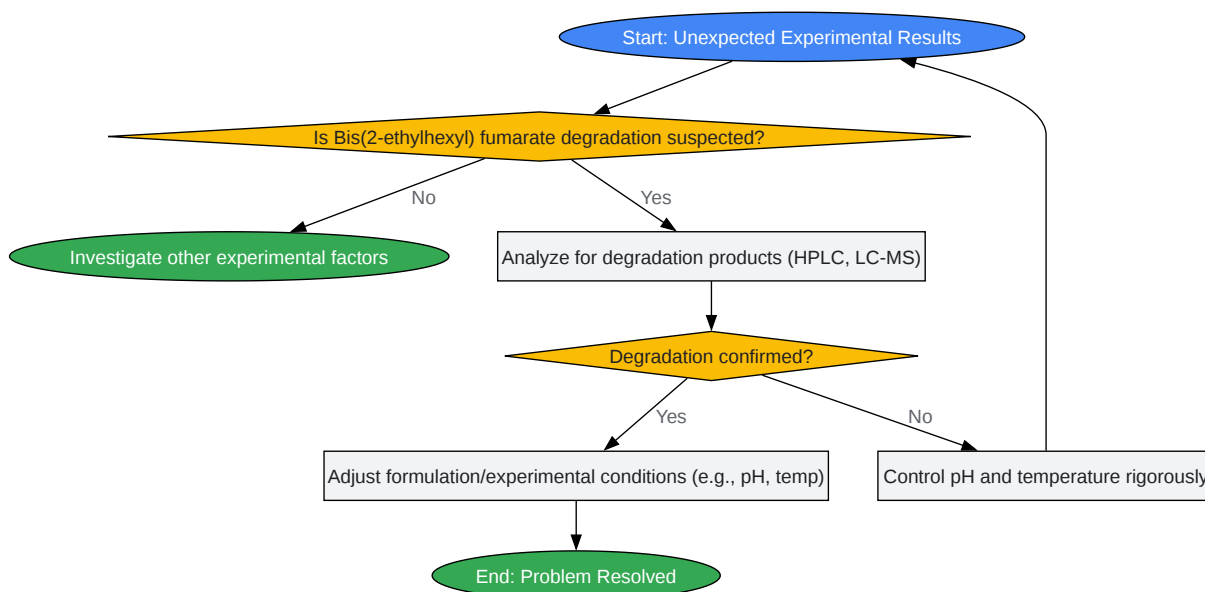 Start: Unexpected Experimental Results
Is Bis(2-ethylhexyl) fumarate degradation suspected?
No
Yes
Investigate other experimental factors
Analyze for degradation products (HPLC, LC-MS)
Degradation confirmed?
Yes
No
Adjust formulation/experimental conditions (e.g., pH, temp)
Control pH and temperature rigorously
End: Problem Resolved